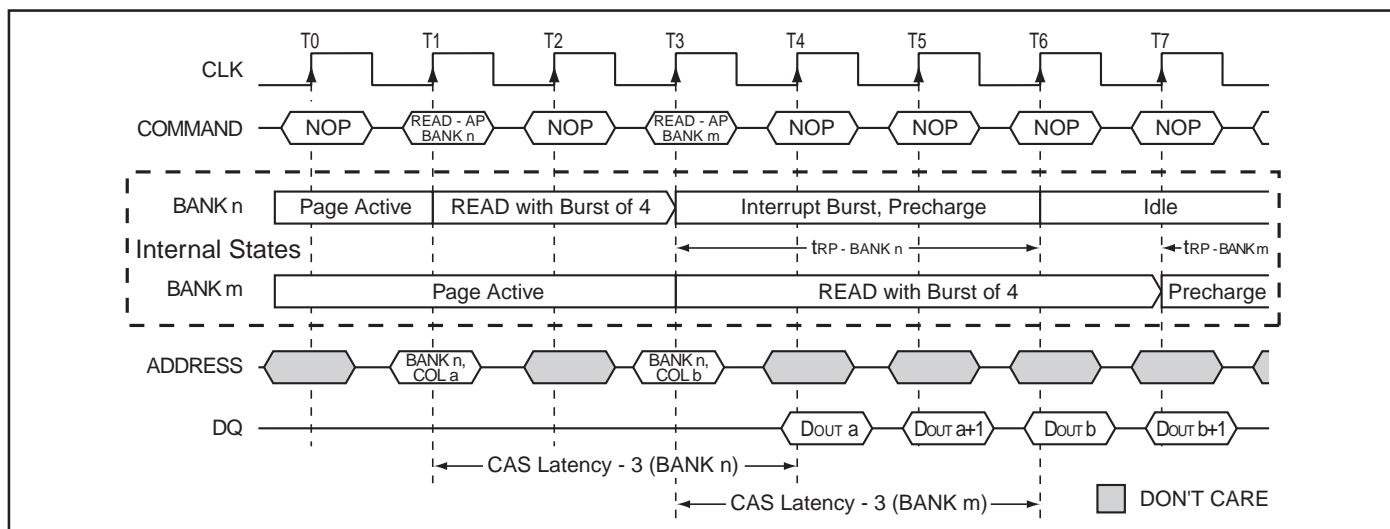 T0 T1 T2 T3 T4 T5 T6 T7
CLK
COMMAND NOP READ - AP BANK n NOP READ - AP BANK m NOP NOP NOP NOP
BANK n Page Active READ with Burst of 4 Interrupt Burst, Precharge Idle
Internal States tRP - BANK n tRP - BANK m
BANK m Page Active READ with Burst of 4 Precharge
ADDRESS BANK n, COL a BANK n, COL b
DQ DOUT a DOUT a+1 DOUT b DOUT b+1
CAS Latency - 3 (BANK n)
CAS Latency - 3 (BANK m)
DON'T CARE